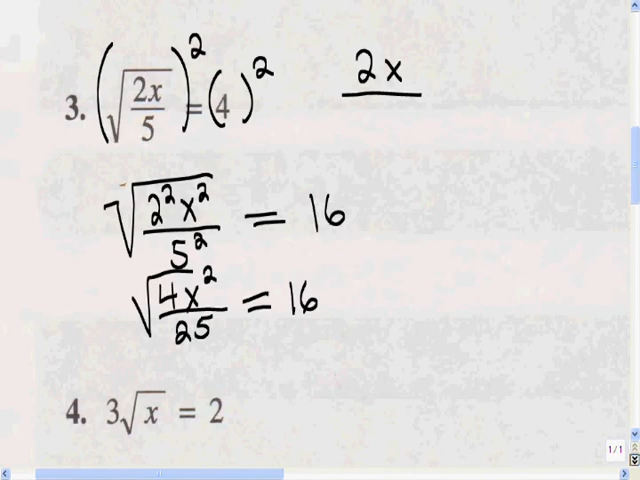 3. (√(2x/5))² = (4)²
2x
√(2²x²/5²) = 16
√(4x²/25) = 16
4. 3√x = 2
1/1